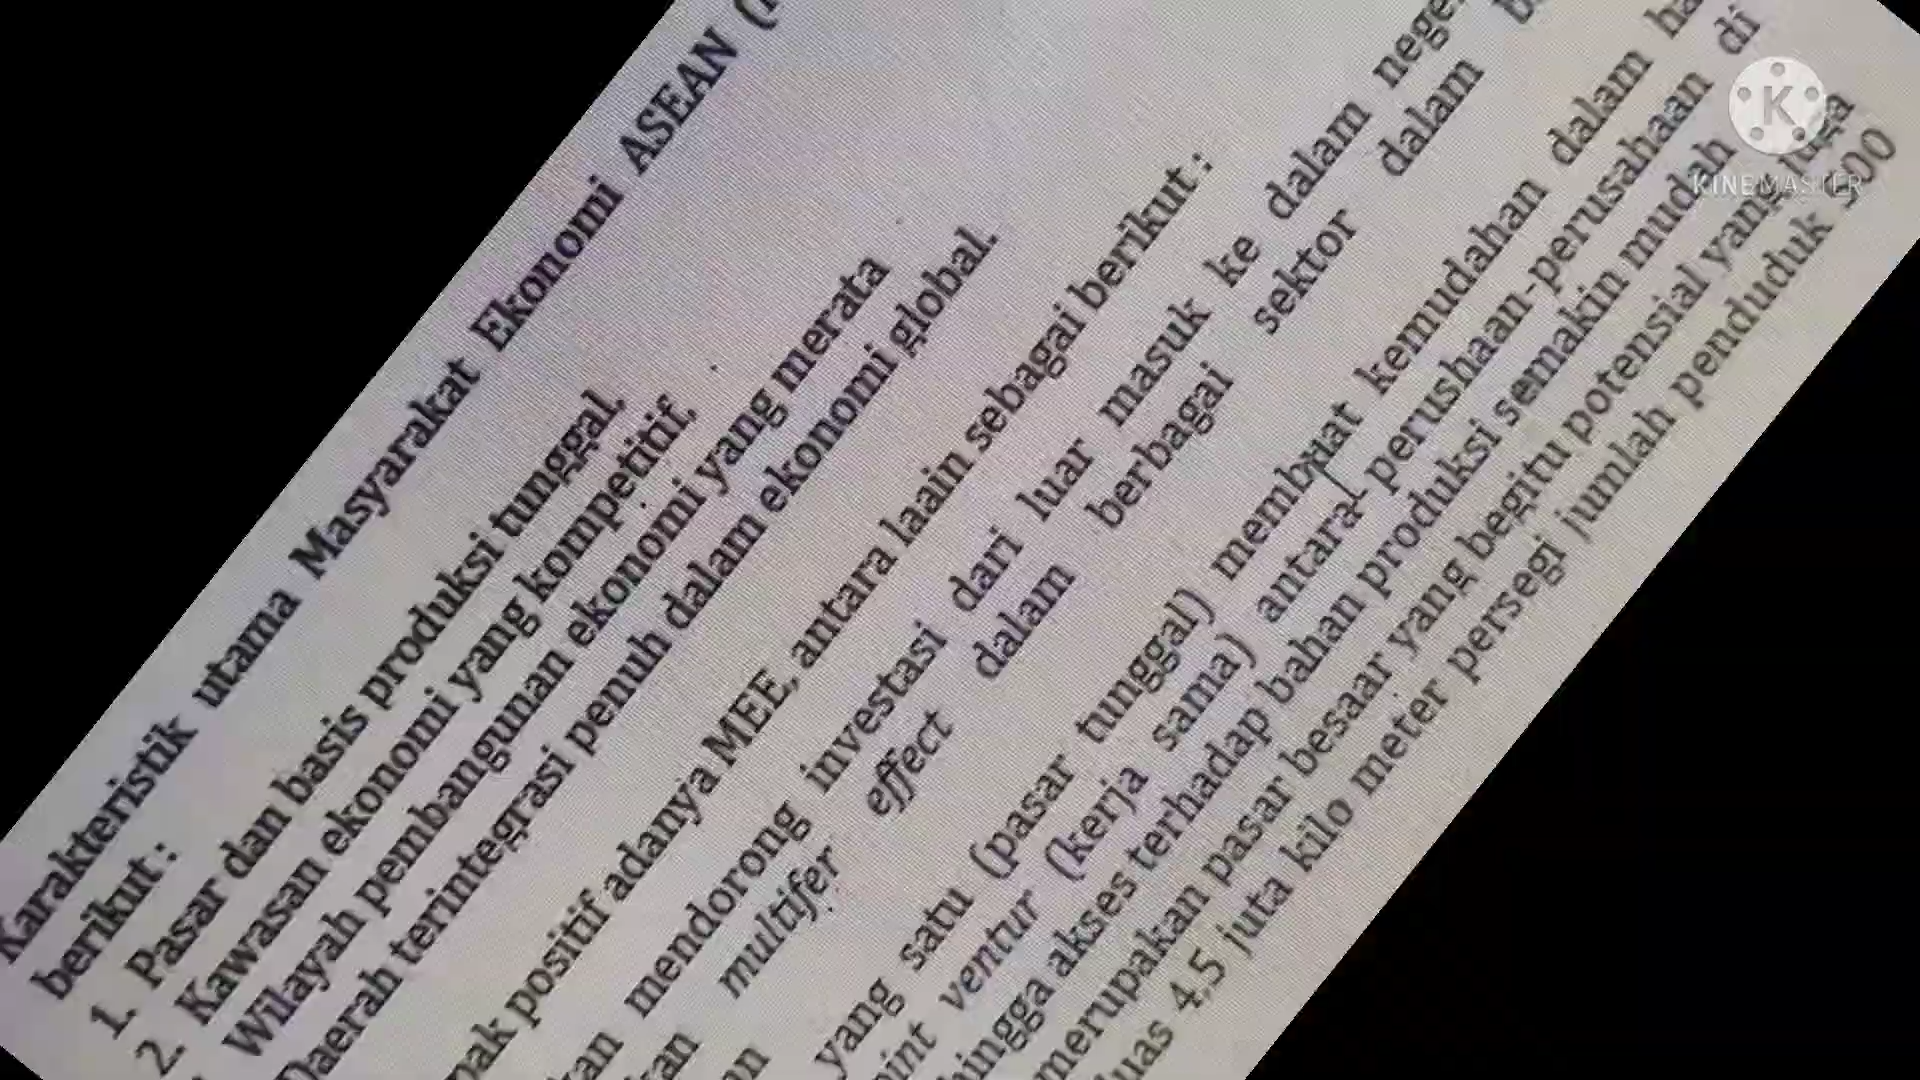 Karakteristik utama Masyarakat Ekonomi ASEAN
berikut :
1. Pasar dan basis produksi tunggal.
2. Kawasan ekonomi yang kompetitif.
Wilayah pembangunan ekonomi yang merata
Daerah terintegrasi penuh dalam ekonomi global.
positif adanya MEE, antara laain sebagai berikut :
mendorong investasi dari luar masuk ke dalam
multifer effect dalam berbagai sektor dalam
yang satu (pasar tunggal) membuat kemudahan dalam
ventur (kerja sama) antara perushaan-perusahaan di
akses terhadap bahan produksi semakin mudah
merupakan pasar besaar yang begitu potensial yang juga
4,5 juta kilo meter persegi jumlah penduduk
KINEMASTER